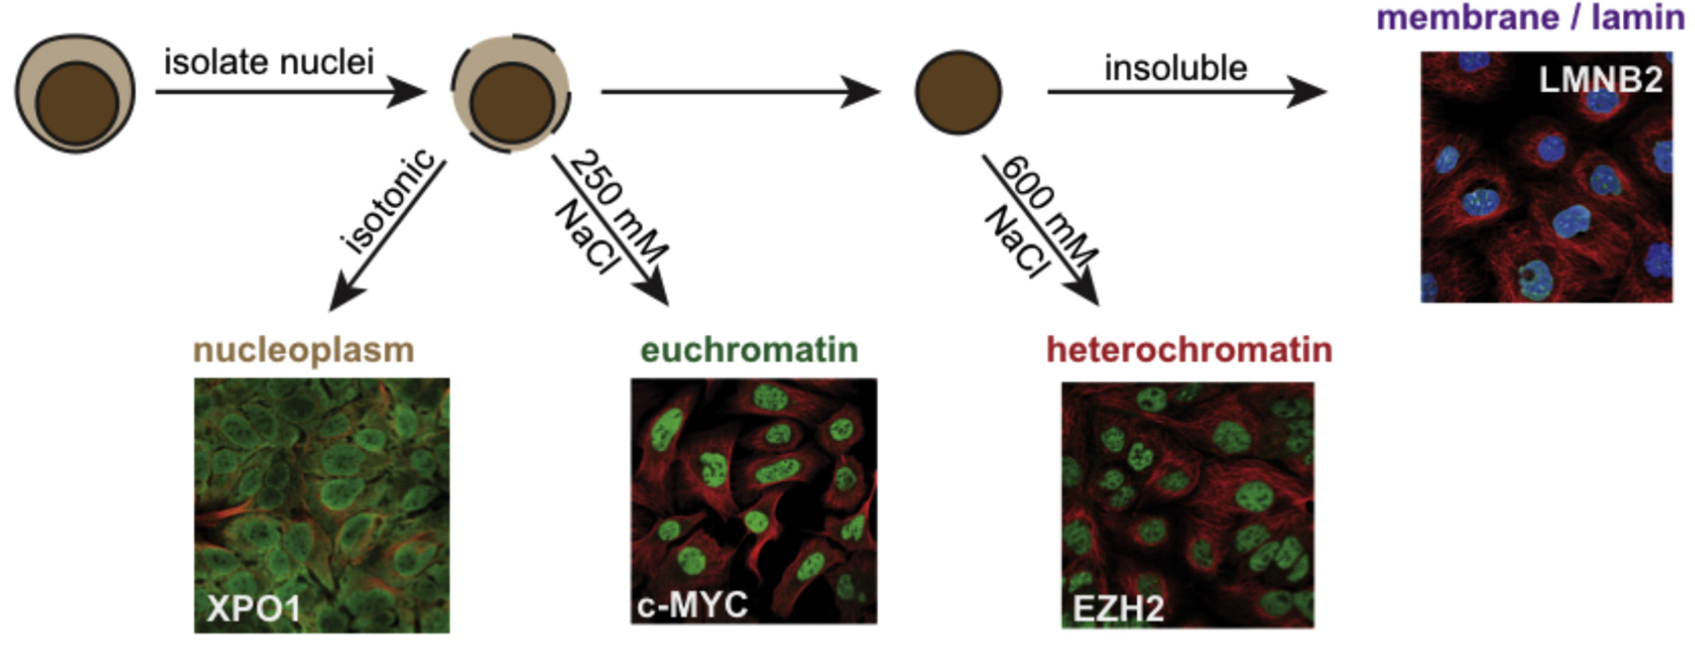 membrane / lamin
isolate nuclei
insoluble
LMNB2
isotonic
250 mM
NaCl
600 mM
NaCl
nucleoplasm
euchromatin
heterochromatin
XPO1
c-MYC
EZH2